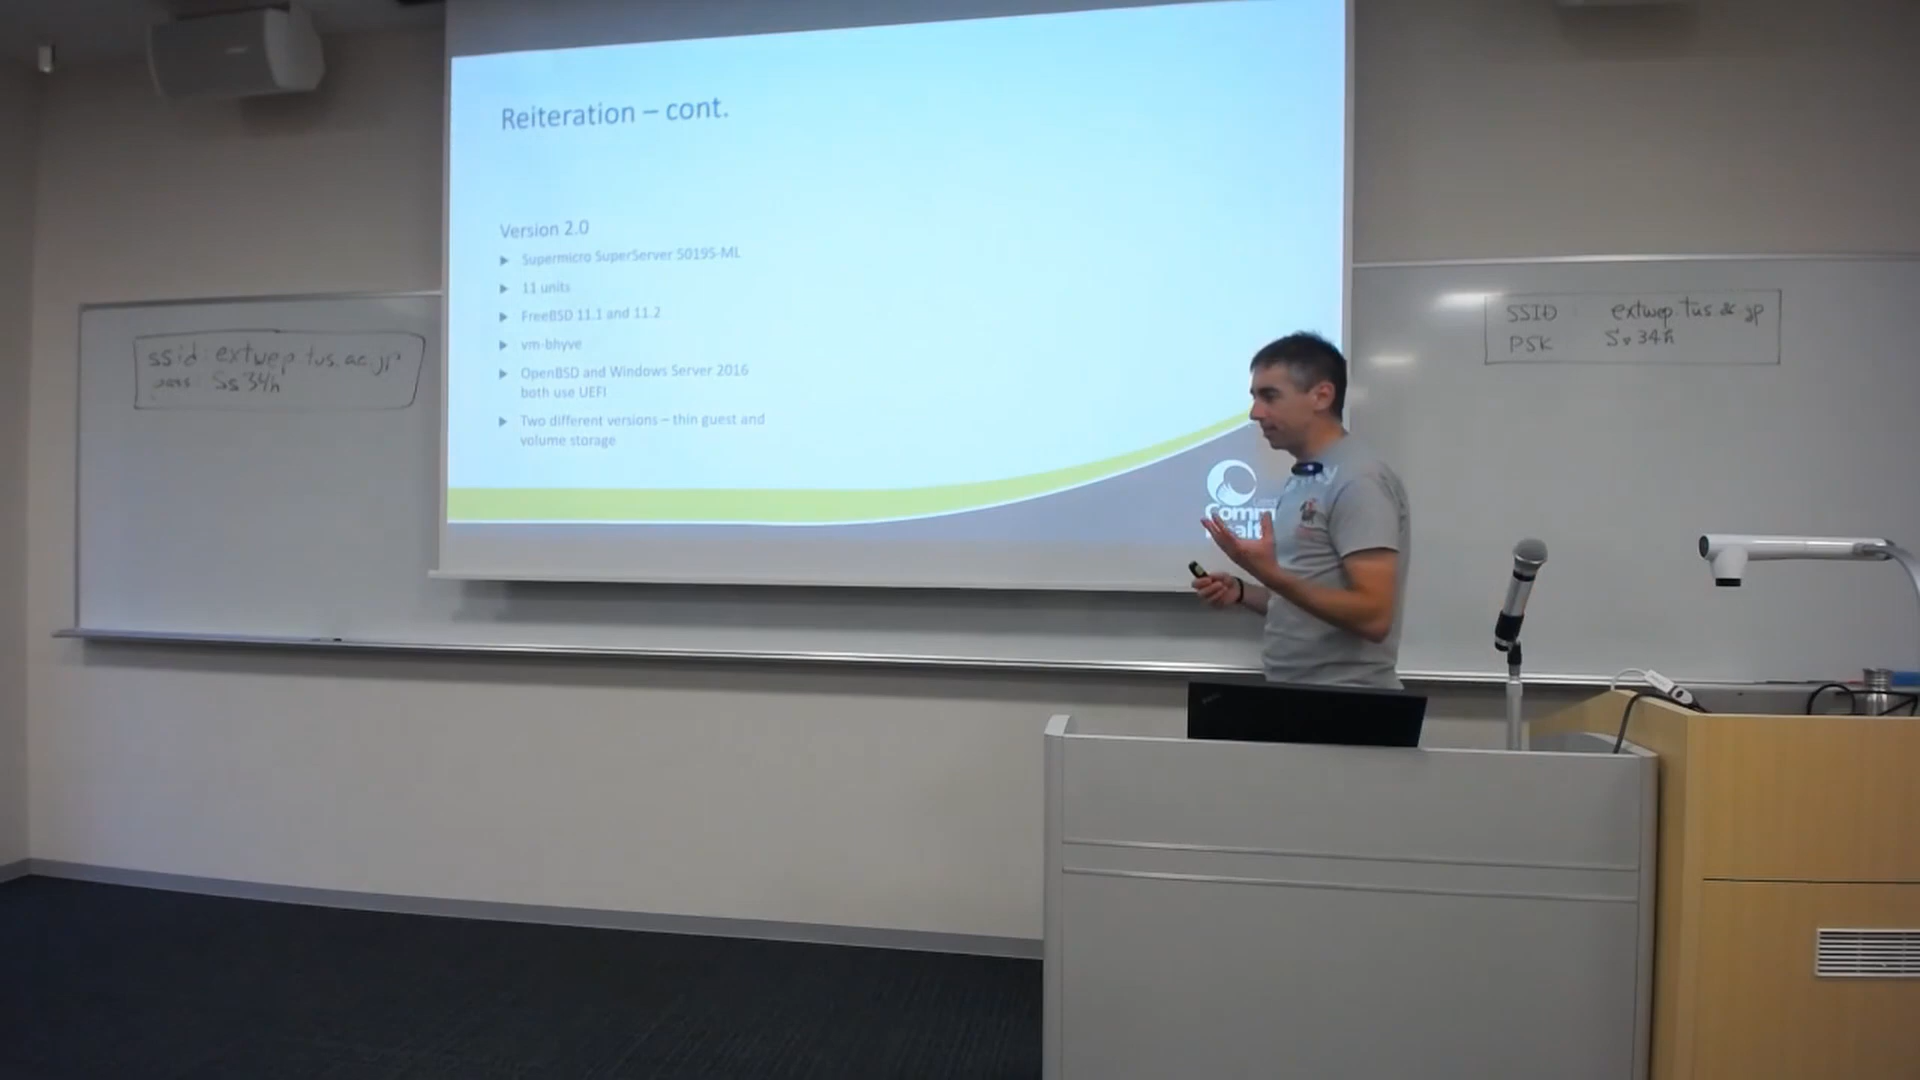 Reiteration – cont.
Version 2.0
Supermicro SuperServer 5019S-ML
11 units
FreeBSD 11.1 and 11.2
vm-bhyve
OpenBSD and Windows Server 2016
both use UEFI
Two different versions – thin guest and
volume storage
Comm
ssid: extwep.tus.ac.jp
SSID extwep.tus.ac.jp
PSK